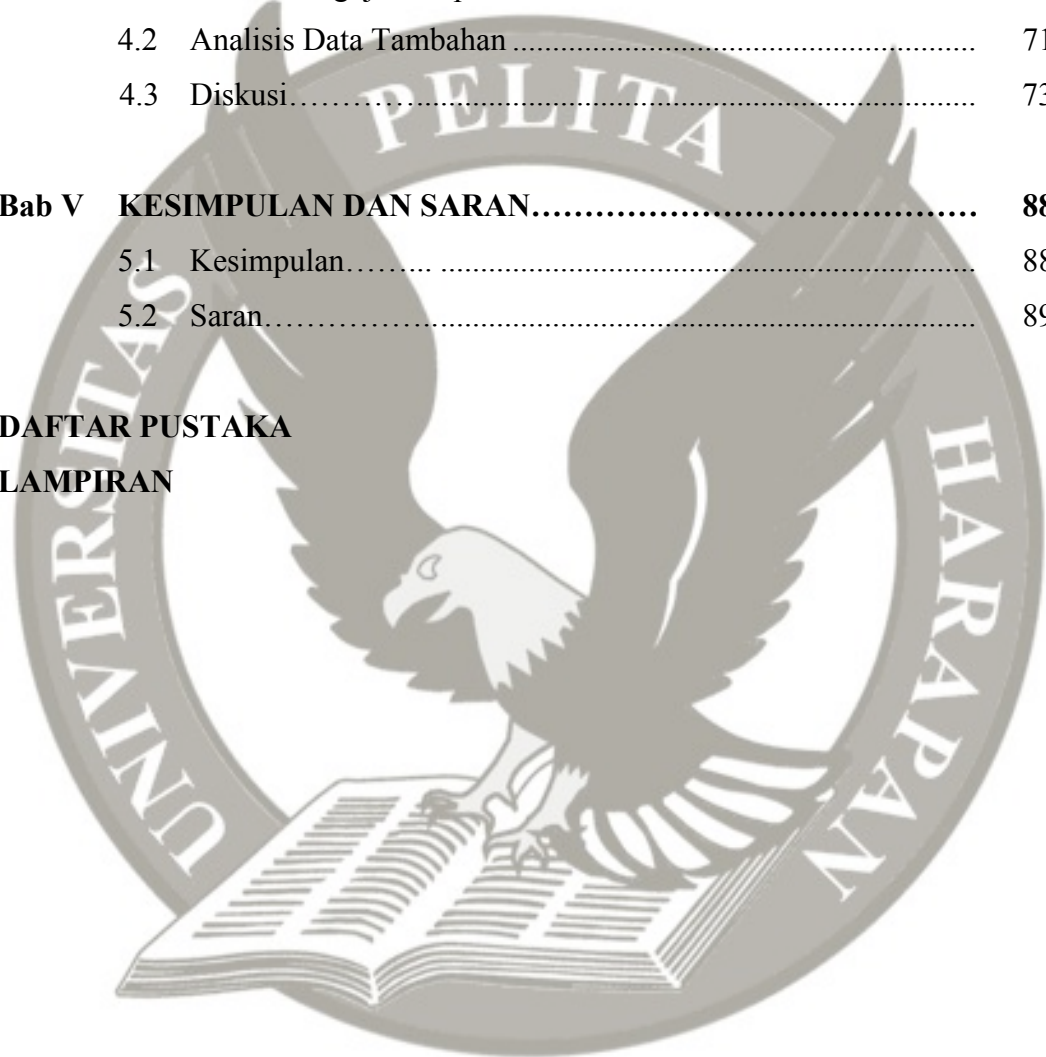 4.2 Analisis Data Tambahan ........................................................... 71
4.3 Diskusi…………........................................................................ 73
Bab V KESIMPULAN DAN SARAN………………………………… 88
5.1 Kesimpulan…….... .................................................................... 88
5.2 Saran……………....................................................................... 89
DAFTAR PUSTAKA
LAMPIRAN
UNIVERSITAS PELITA HARAPAN